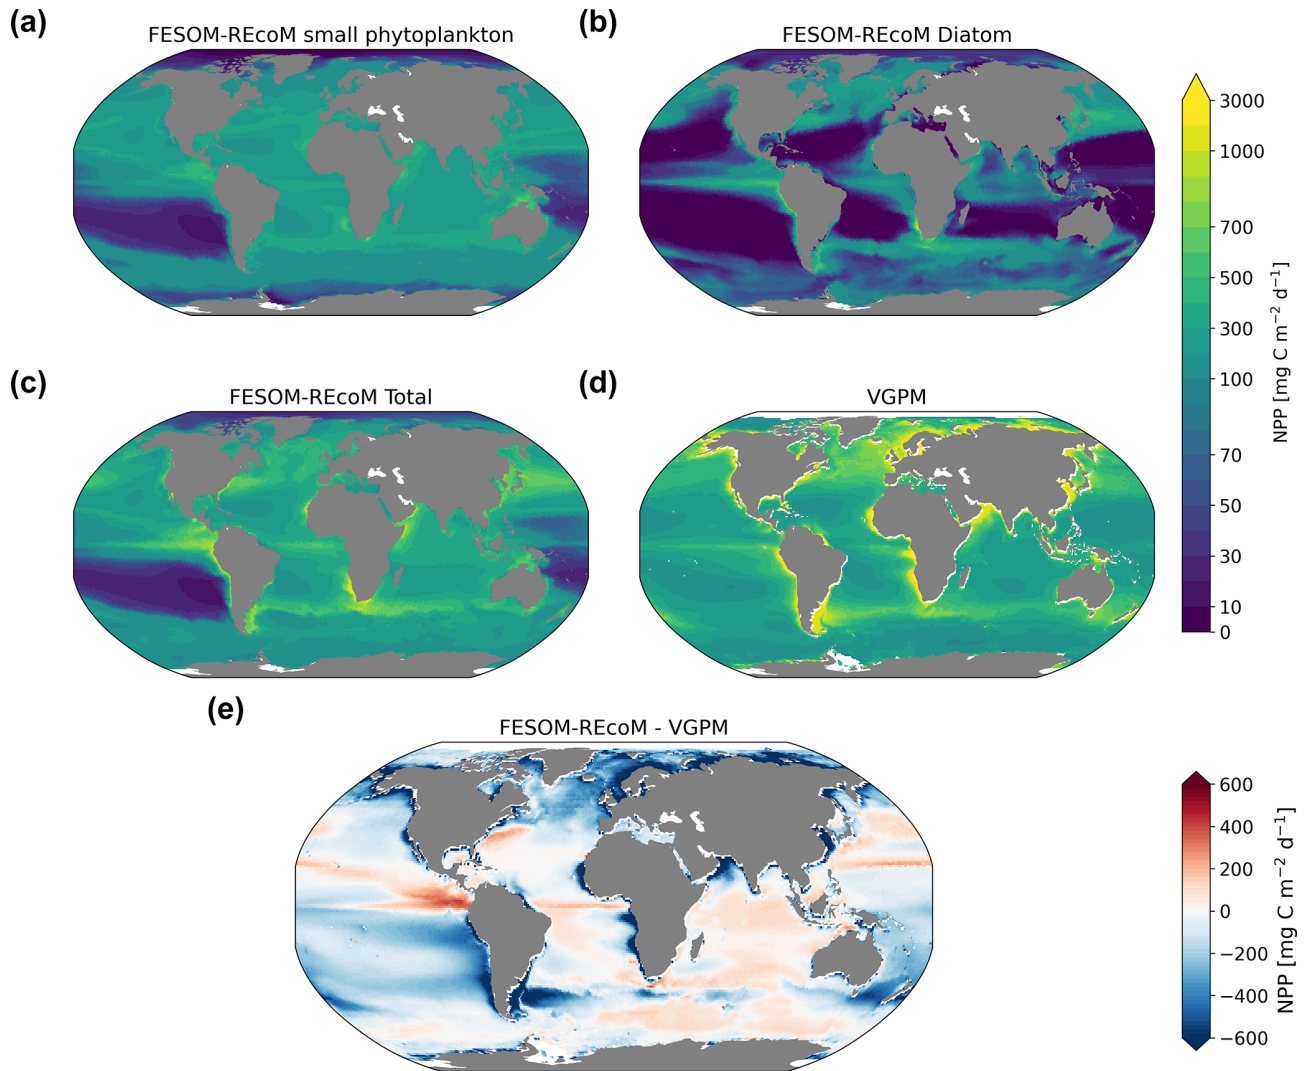 (a)
FESOM-REcoM small phytoplankton
(b)
FESOM-REcoM Diatom
3000
1000
700
500
300
100
70
50
30
10
0
NPP [mg C m⁻² d⁻¹]
(c)
FESOM-REcoM Total
(d)
VGPM
(e)
FESOM-REcoM - VGPM
600
400
200
0
−200
−400
−600
NPP [mg C m⁻² d⁻¹]